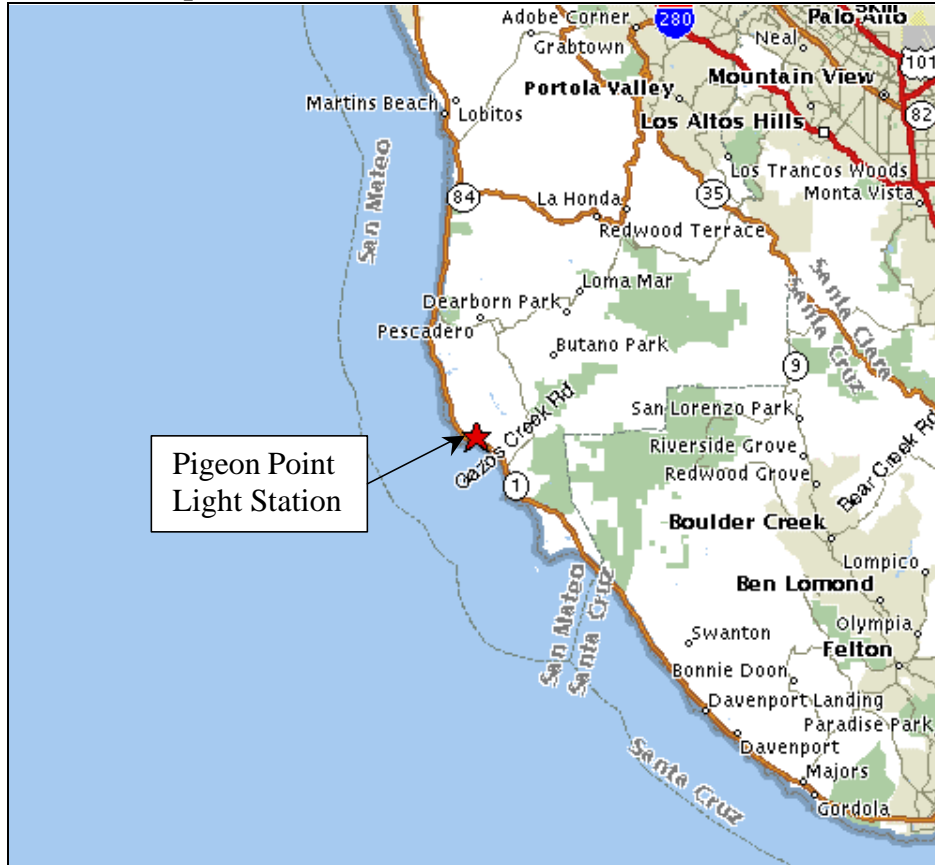 Adobe Corner
280
Skill
Palo Alto
Grabtown
Neal
101
Portola Valley
Mountain View
Martins Beach
Lobitos
Los Altos Hills
82
Los Trancos Woods
Monta Vista
San Mateo
84
La Honda
35
Redwood Terrace
Loma Mar
Dearborn Park
Santa Clara
Santa Cruz
Pescadero
Butano Park
9
Gazos Creek Rd
San Lorenzo Park
Pigeon Point
Light Station
Riverside Grove
Redwood Grove
Bear Creek Rd
1
Boulder Creek
Lompico
Ben Lomond
San Mateo
Santa Cruz
Olympia
Swanton
Felton
Bonnie Doon
Davenport Landing
Paradise Park
Davenport
Santa Cruz
Majors
Gordola